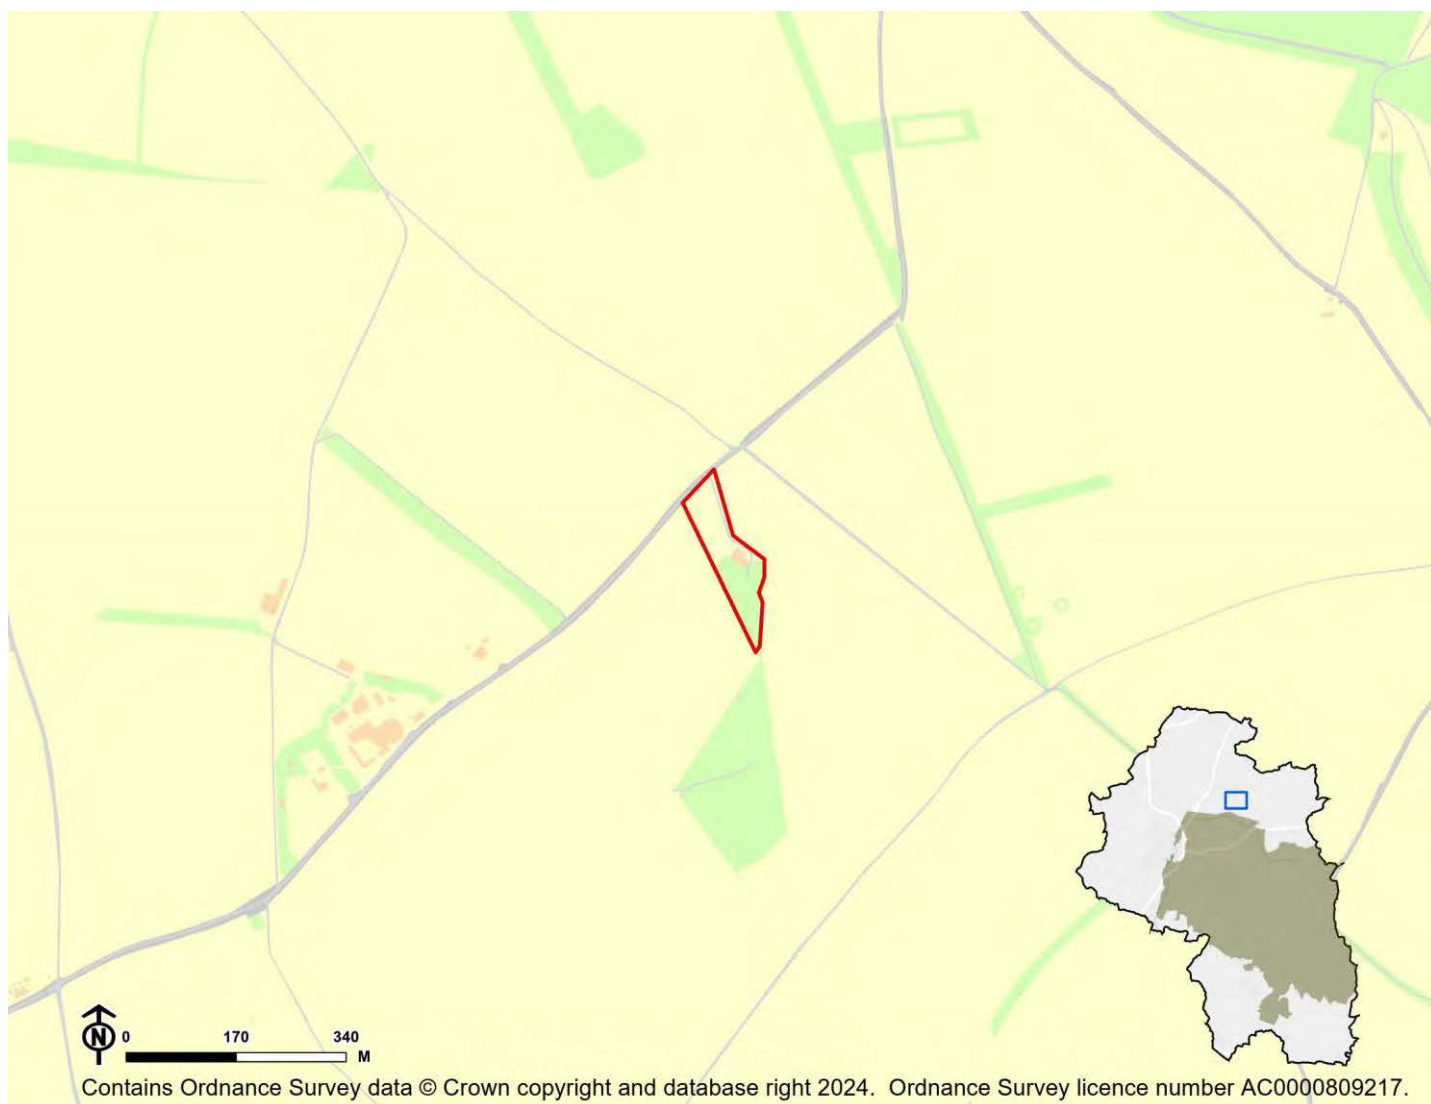 N
0 170 340
M
Contains Ordnance Survey data © Crown copyright and database right 2024. Ordnance Survey licence number AC0000809217.